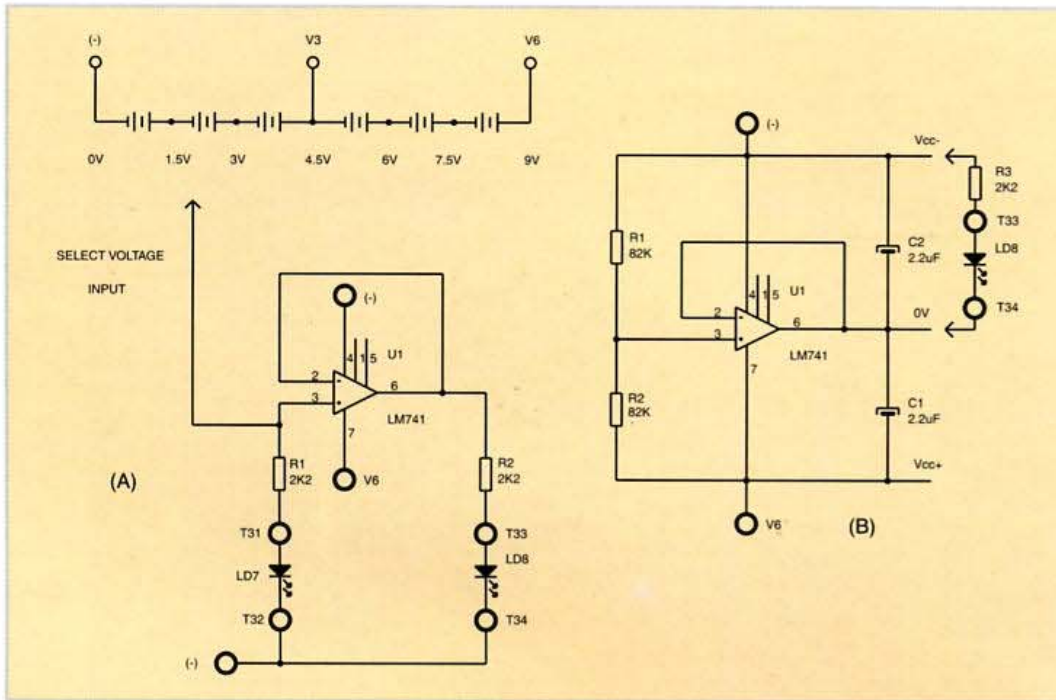 (-) V3 V6
0V 1.5V 3V 4.5V 6V 7.5V 9V
SELECT VOLTAGE
INPUT
(-)
4 1 5 U1
2 -
3 + 6
LM741
7
V6
R1
2K2
R2
2K2
(A)
T31
LD7
T32
T33
LD8
T34
(-)
(-)
Vcc-
R3
2K2
T33
LD8
T34
R1
82K
C2
2.2uF
4 1 5 U1
2 -
3 + 6
LM741
7
0V
R2
82K
C1
2.2uF
Vcc+
V6
(B)